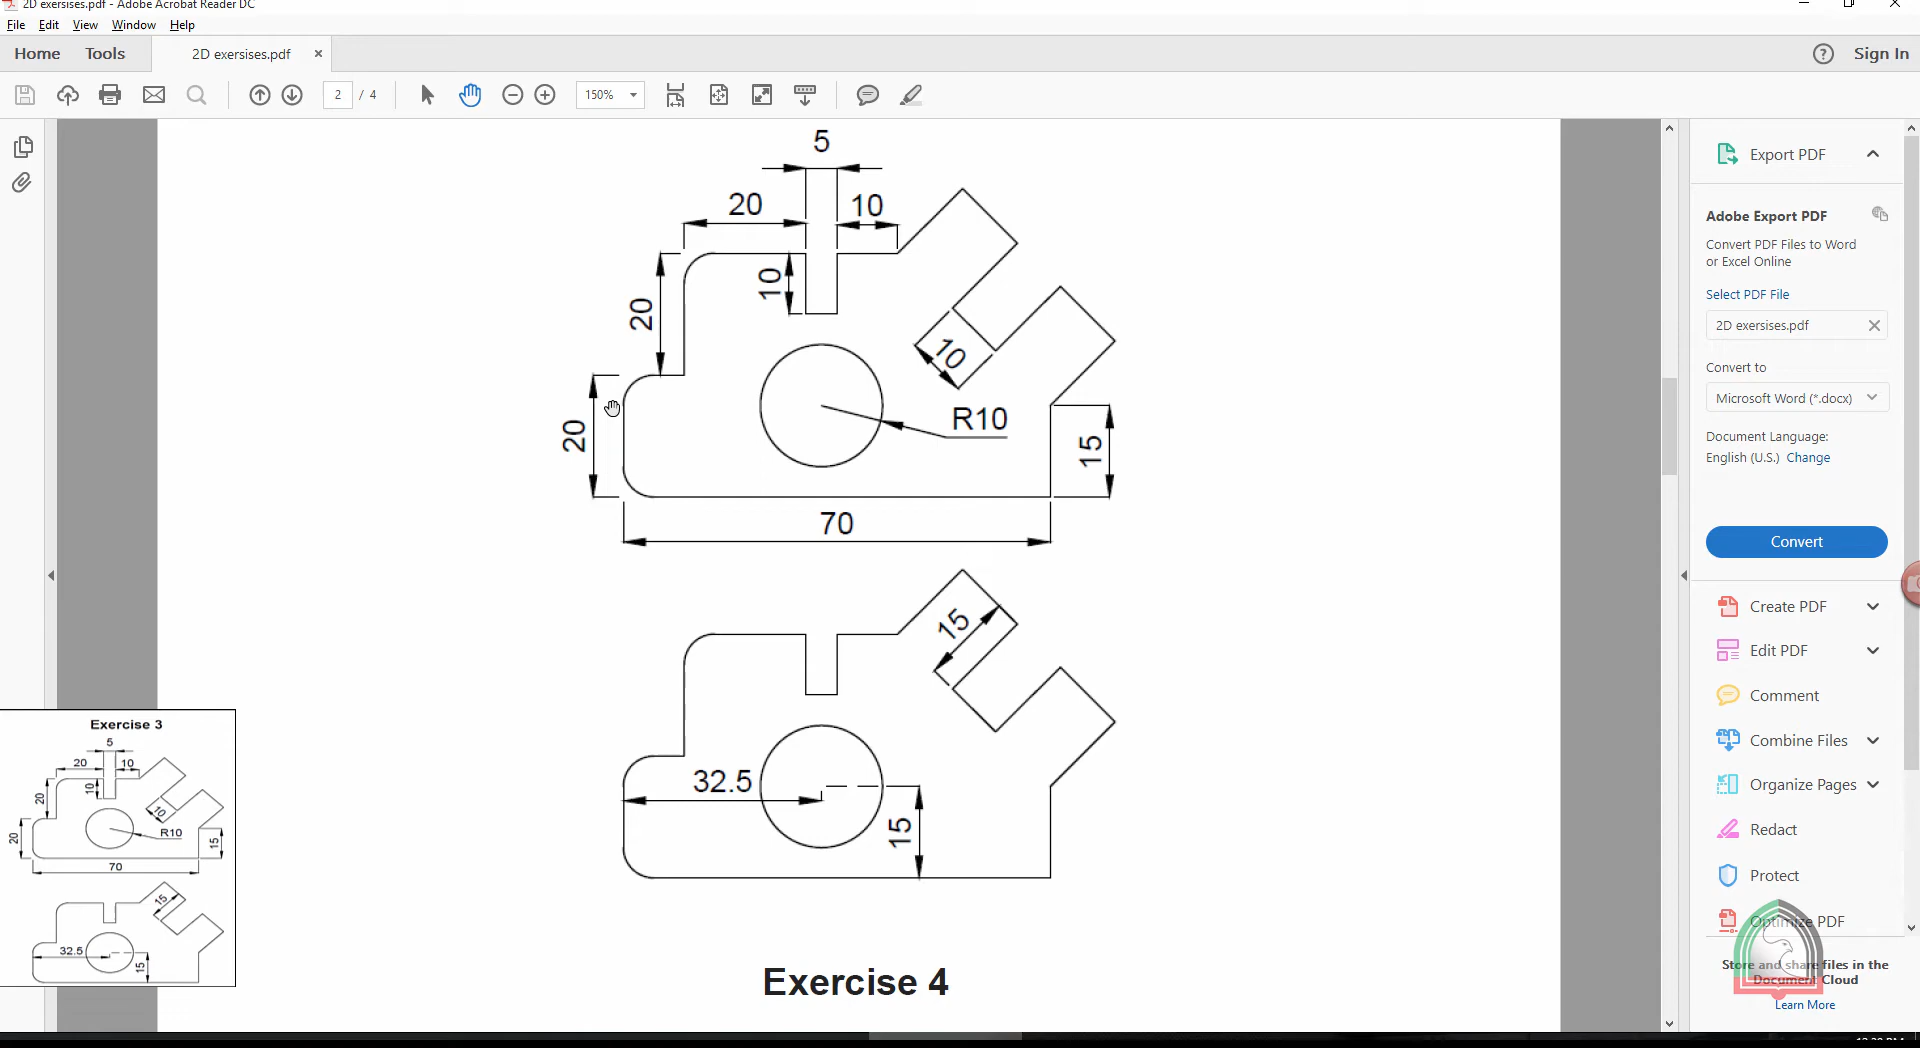 2D exersises.pdf - Adobe Acrobat Reader DC
File Edit View Window Help
Home Tools 2D exersises.pdf × Sign In
2 / 4 150%
5
20 10
20
10
10
20
R10
15
70
15
32.5
15
Exercise 4
Exercise 3
5
20 10
20
10
10
20
R10
15
70
15
32.5
15
Export PDF
Adobe Export PDF
Convert PDF Files to Word
or Excel Online
Select PDF File
2D exersises.pdf
Convert to
Microsoft Word (*.docx)
Document Language:
English (U.S.) Change
Convert
Create PDF
Edit PDF
Comment
Combine Files
Organize Pages
Redact
Protect
Optimize PDF
Store and share files in the
Document Cloud
Learn More